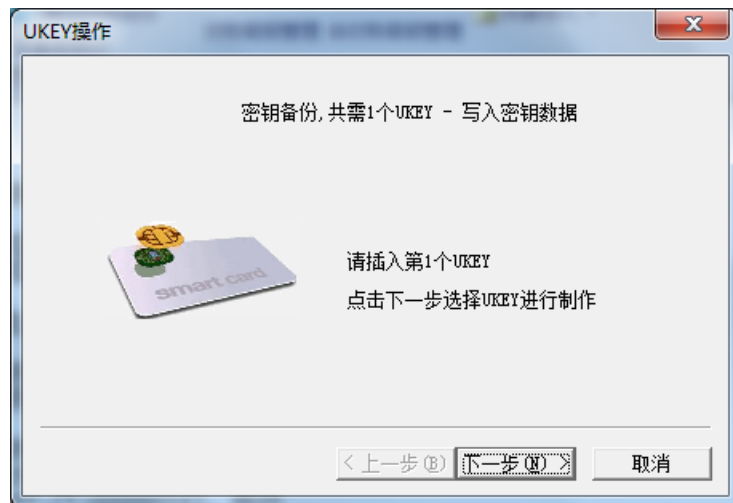 UKEY操作
密钥备份,共需1个UKEY - 写入密钥数据
smart card
请插入第1个UKEY
点击下一步选择UKEY进行制作
< 上一步(B) 下一步(N) > 取消